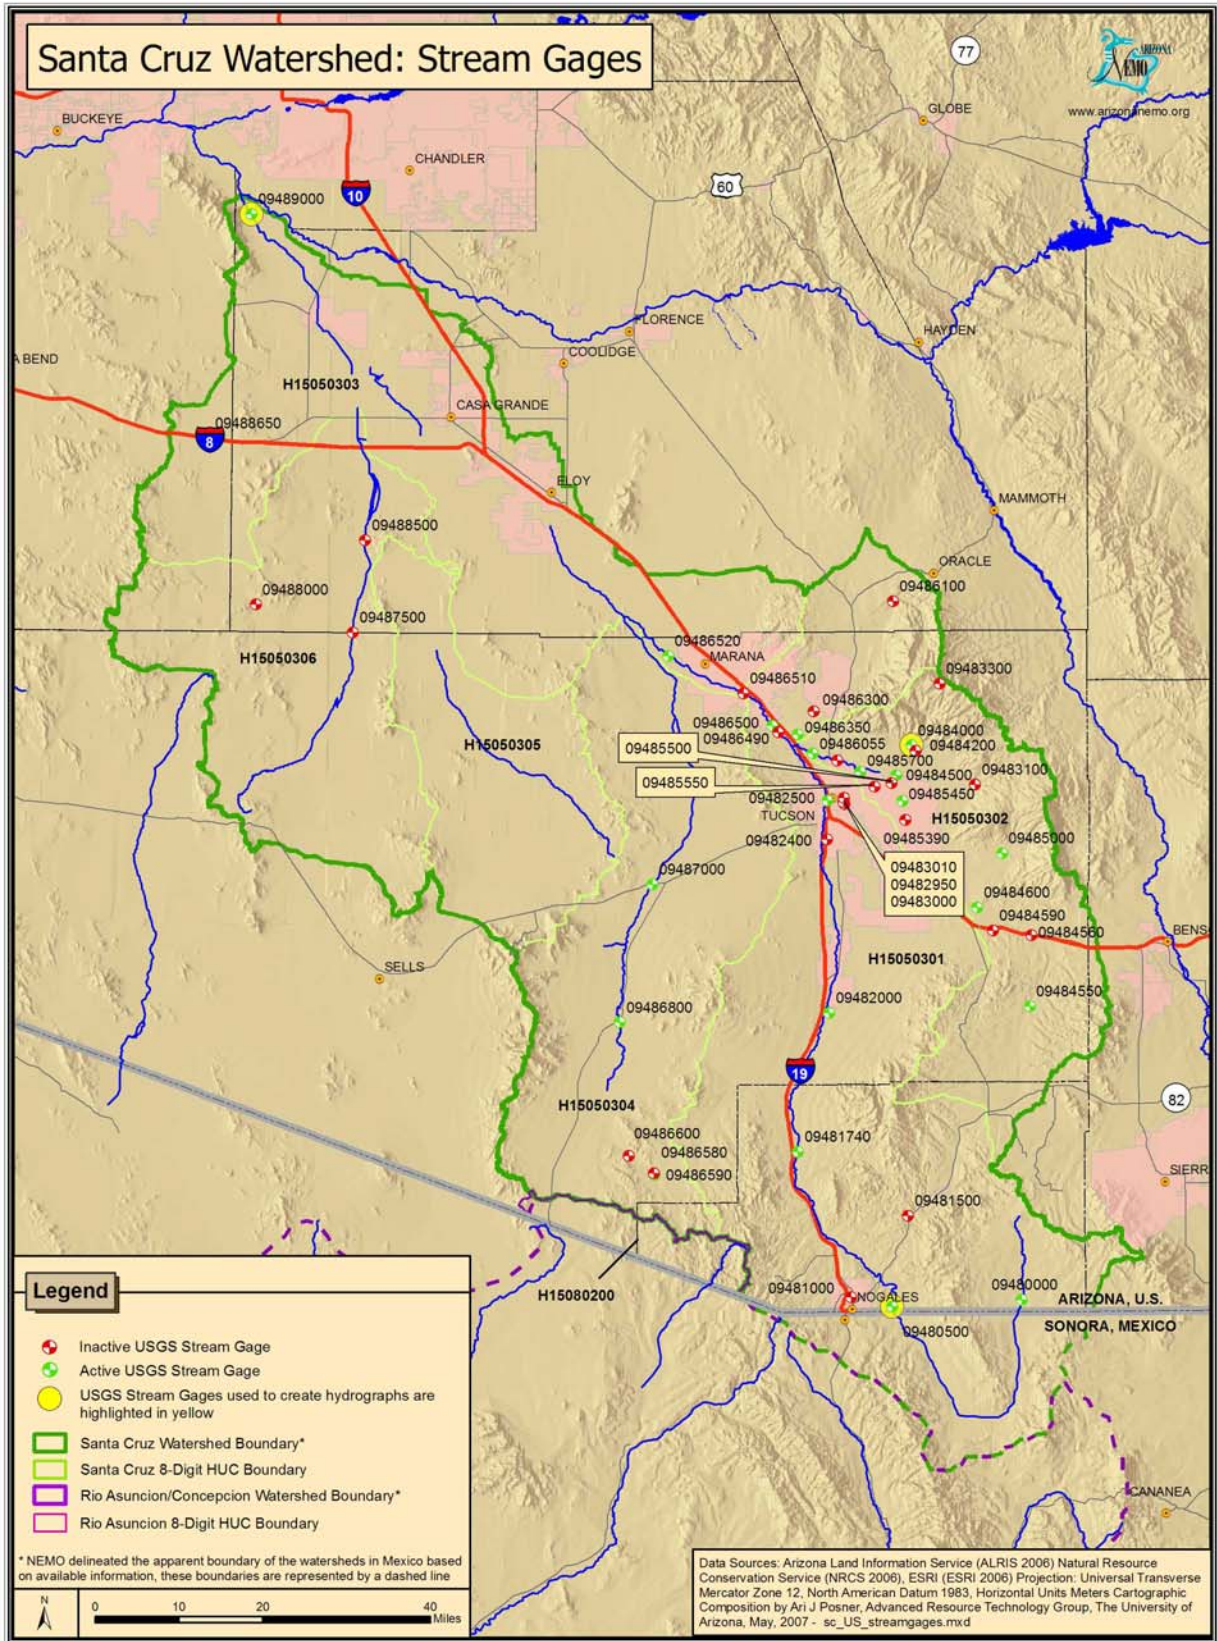 Santa Cruz Watershed: Stream Gages
ARIZONA
NEMO
www.arizonanemo.org
77
BUCKEYE
GLOBE
CHANDLER
10
60
09489000
FLORENCE
HAYDEN
COOLIDGE
A BEND
H15050303
CASA GRANDE
09488650
8
ELOY
MAMMOTH
09488500
ORACLE
09488000
09486100
09487500
09486520
H15050306
MARANA
09483300
09486510
09486300
09486500
09486350
09484000
09486490
09485500
09486055
09484200
09485700
H15050305
09485550
09484500
09483100
09482500
09485450
TUCSON
H15050302
09482400
09485390
09485000
09483010
09482950
09483000
09487000
09484600
09484590
09484560
BENS
H15050301
SELLS
09484550
09482000
09486800
19
82
H15050304
09486600
09481740
09486580
09486590
SIERR
09481500
H15080200
09481000
NOGALES
09480000
ARIZONA, U.S.
SONORA, MEXICO
09480500
CANANEA
Legend
Inactive USGS Stream Gage
Active USGS Stream Gage
USGS Stream Gages used to create hydrographs are
highlighted in yellow
Santa Cruz Watershed Boundary*
Santa Cruz 8-Digit HUC Boundary
Rio Asuncion/Concepcion Watershed Boundary*
Rio Asuncion 8-Digit HUC Boundary
* NEMO delineated the apparent boundary of the watersheds in Mexico based
on available information, these boundaries are represented by a dashed line
N
0 10 20 40
Miles
Data Sources: Arizona Land Information Service (ALRIS 2006) Natural Resource
Conservation Service (NRCS 2006), ESRI (ESRI 2006) Projection: Universal Transverse
Mercator Zone 12, North American Datum 1983, Horizontal Units Meters Cartographic
Composition by Ari J Posner, Advanced Resource Technology Group, The University of
Arizona, May, 2007 - sc_US_streamgages.mxd